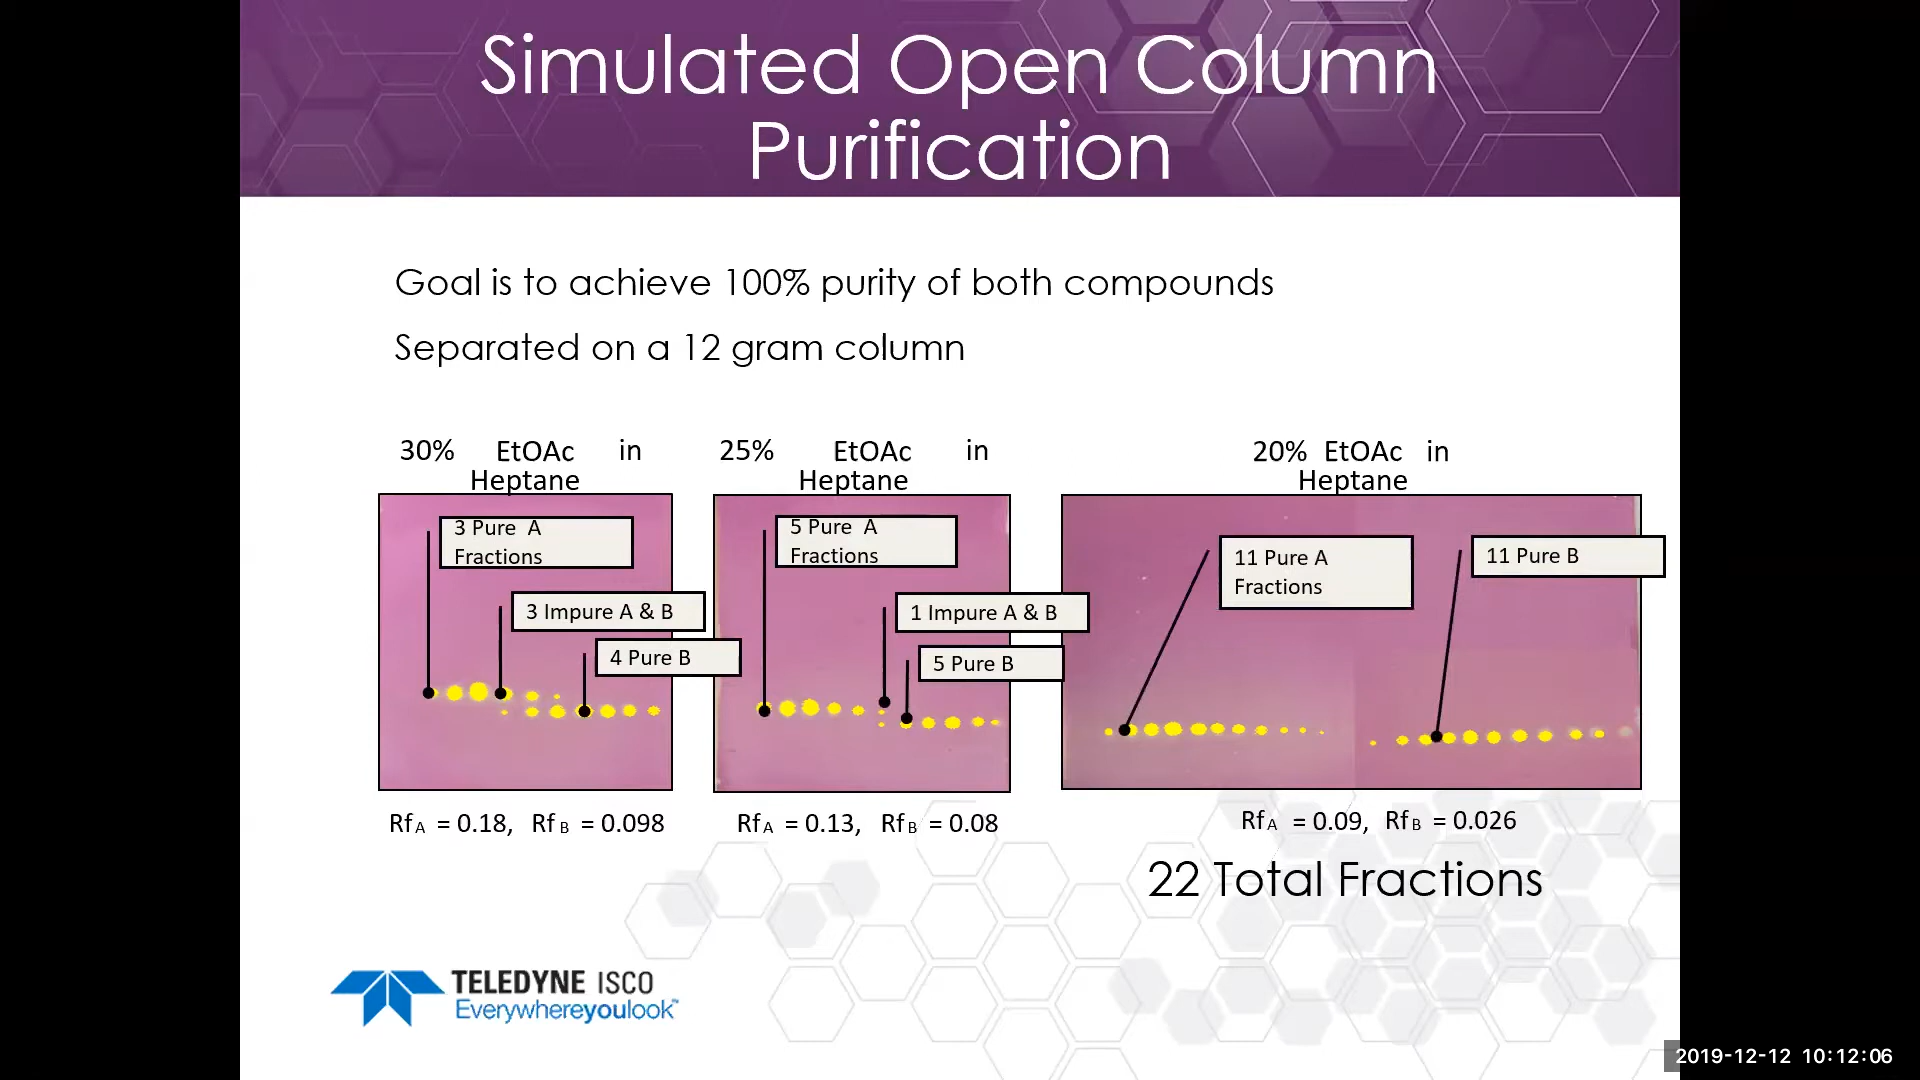 Simulated Open Column
Purification
Goal is to achieve 100% purity of both compounds
Separated on a 12 gram column
30% EtOAc in
Heptane
3 Pure A
Fractions
3 Impure A & B
4 Pure B
RfA = 0.18, RfB = 0.098
25% EtOAc in
Heptane
5 Pure A
Fractions
1 Impure A & B
5 Pure B
RfA = 0.13, RfB = 0.08
20% EtOAc in
Heptane
11 Pure A
Fractions
11 Pure B
RfA = 0.09, RfB = 0.026
22 Total Fractions
TELEDYNE ISCO
Everywhereyoulook™
2019-12-12 10:12:06